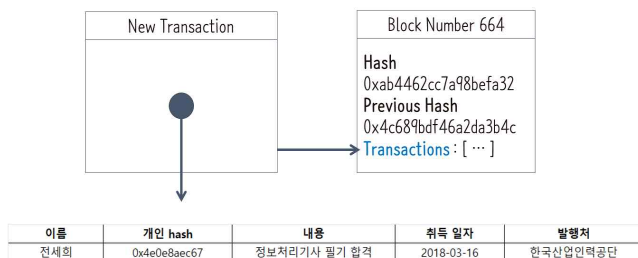 New Transaction
Block Number 664
Hash
0xab4462cc7a98befa32
Previous Hash
0x4c689bdf46a2da3b4c
Transactions : [ ··· ]
이름 개인 hash 내용 취득 일자 발행처
전세희 0x4e0e8aec67 정보처리기사 필기 합격 2018-03-16 한국산업인력공단